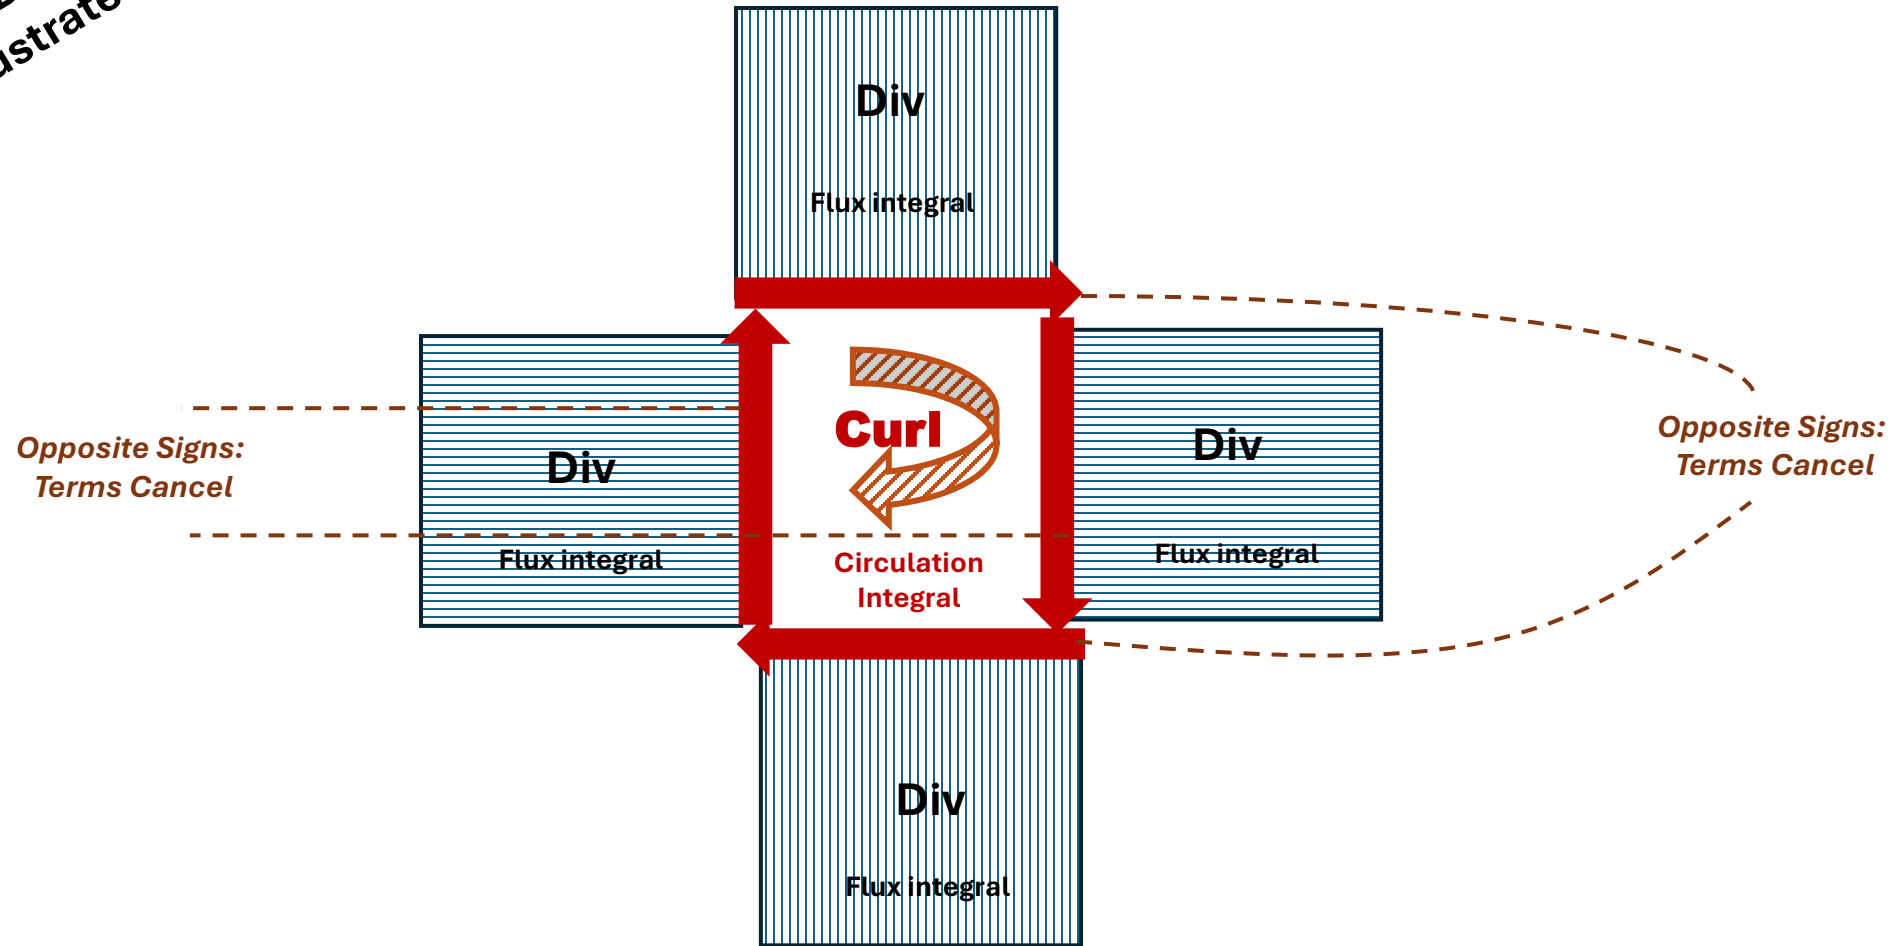 Div
Flux integral
Curl
Circulation
Integral
Opposite Signs:
Terms Cancel
Div
Flux integral
Div
Flux integral
Opposite Signs:
Terms Cancel
Div
Flux integral